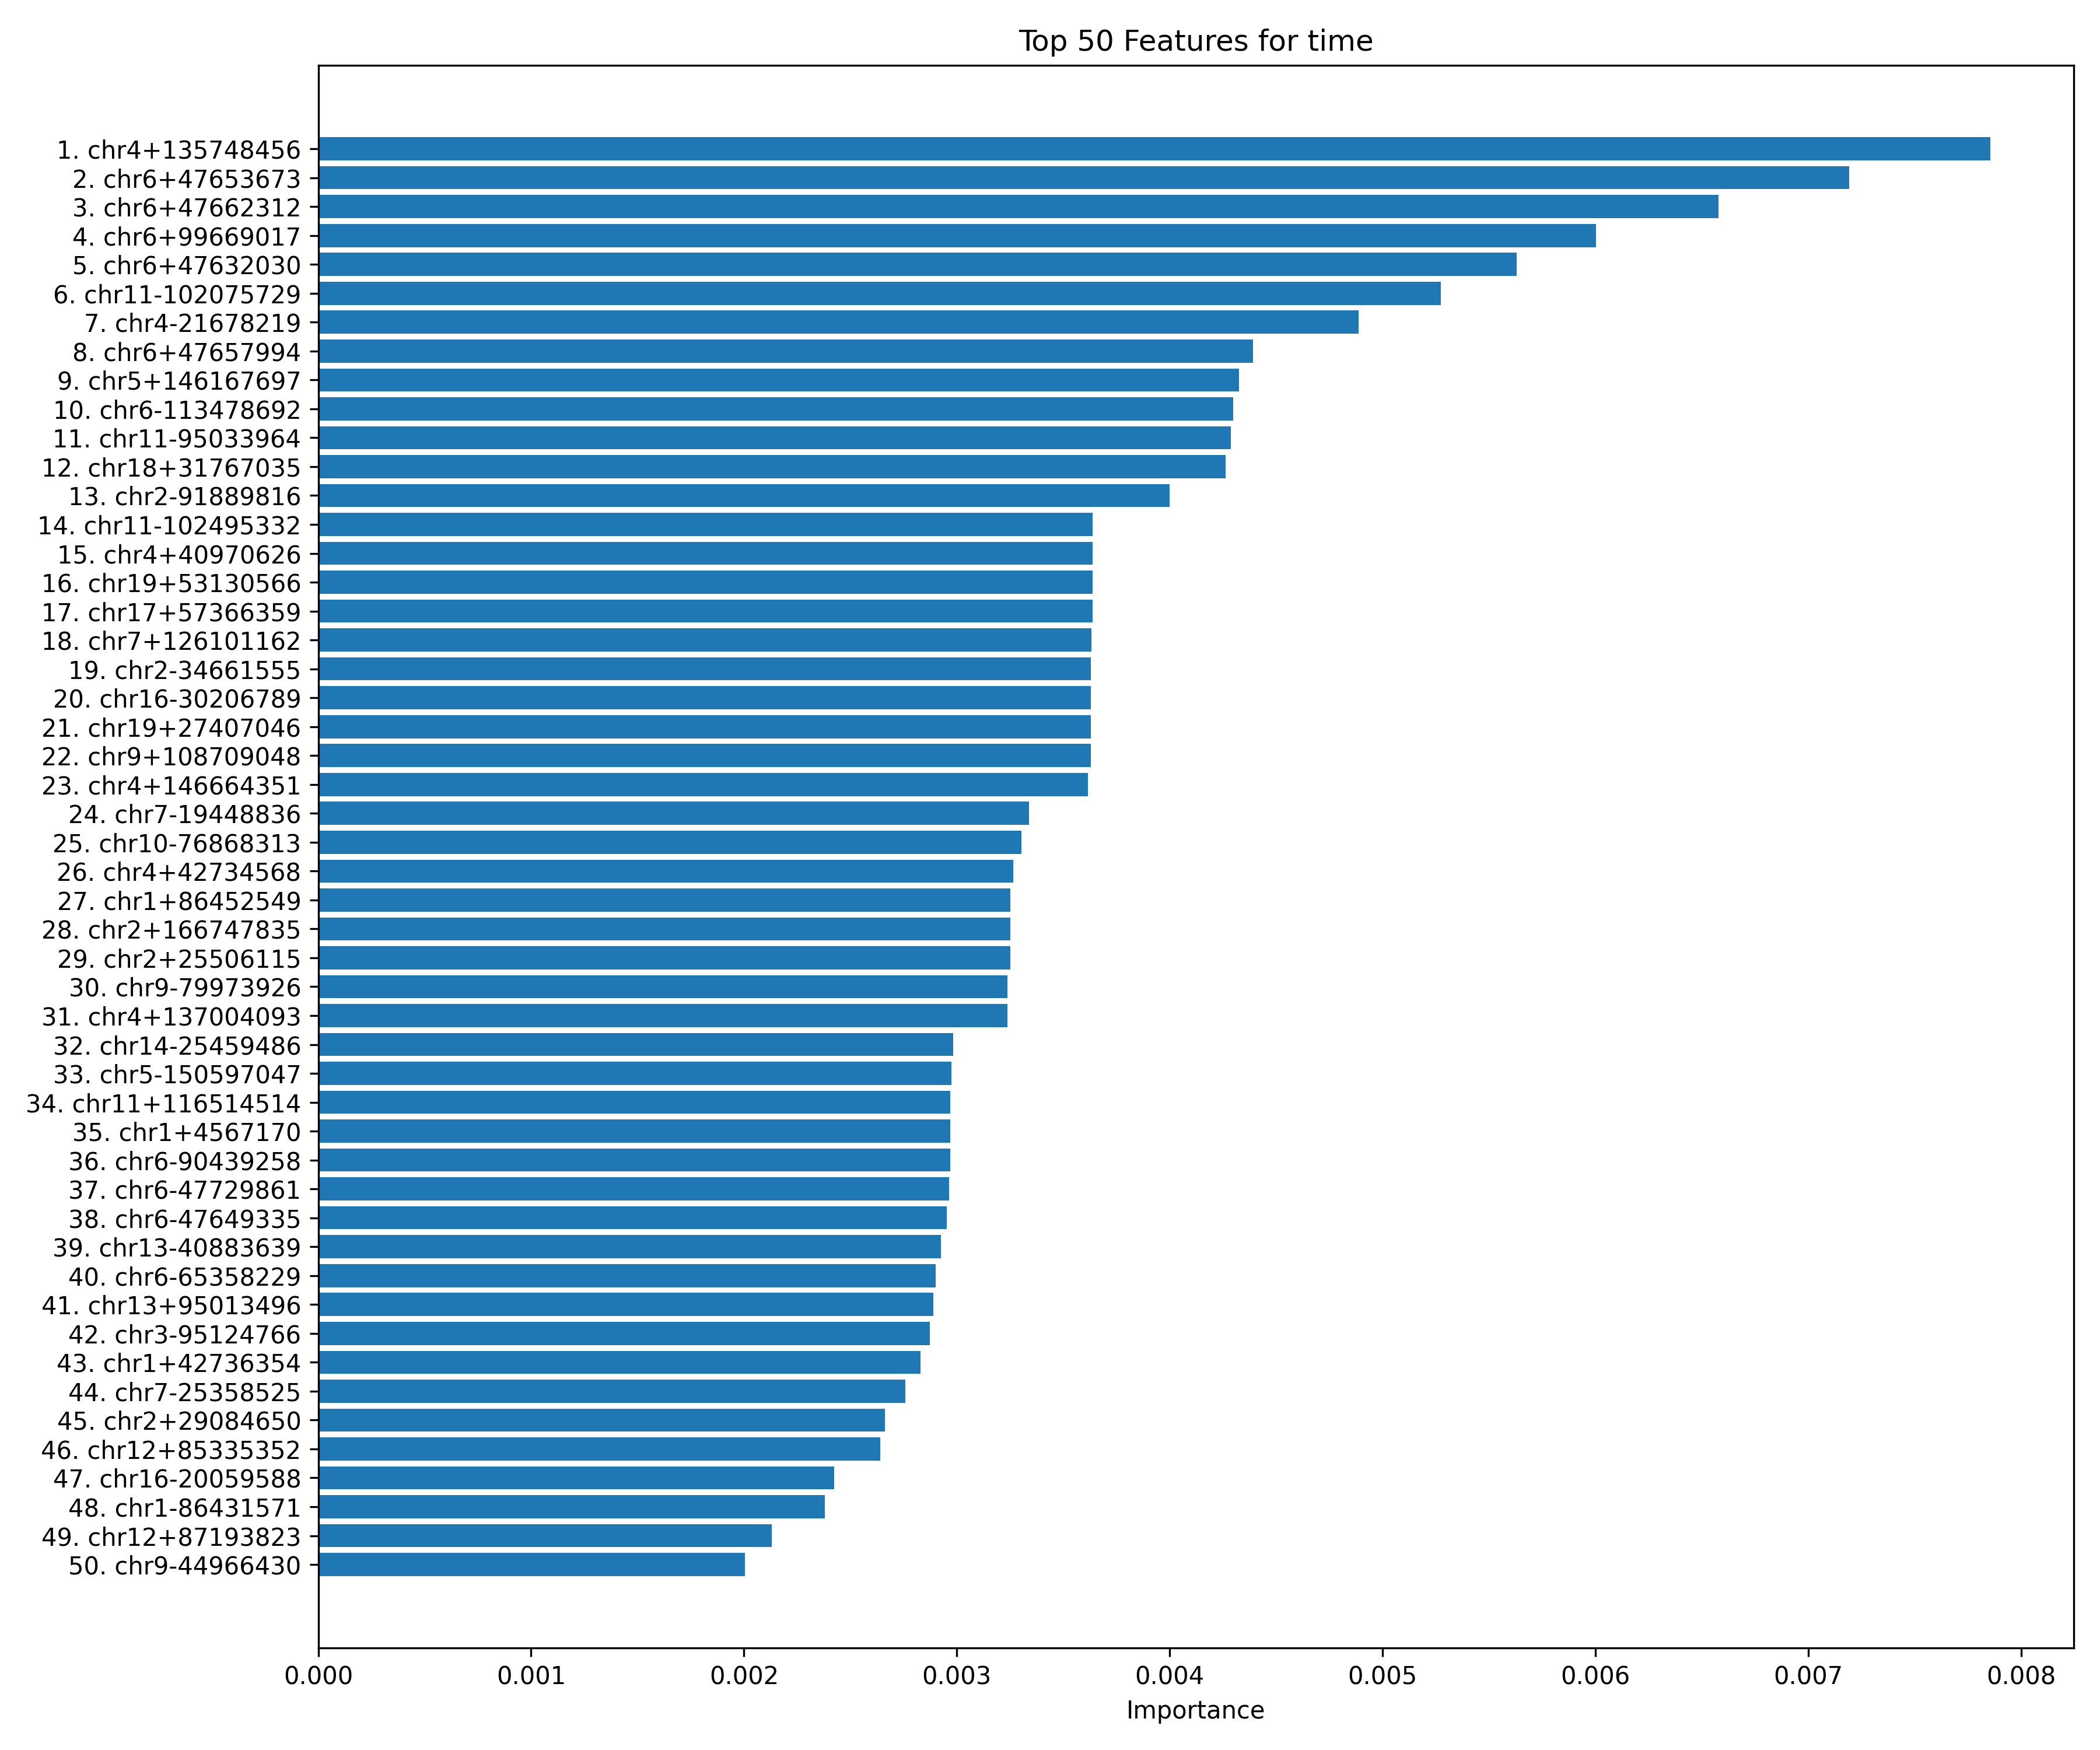 Top 50 Features for time
1. chr4+135748456
2. chr6+47653673
3. chr6+47662312
4. chr6+99669017
5. chr6+47632030
6. chr11-102075729
7. chr4-21678219
8. chr6+47657994
9. chr5+146167697
10. chr6-113478692
11. chr11-95033964
12. chr18+31767035
13. chr2-91889816
14. chr11-102495332
15. chr4+40970626
16. chr19+53130566
17. chr17+57366359
18. chr7+126101162
19. chr2-34661555
20. chr16-30206789
21. chr19+27407046
22. chr9+108709048
23. chr4+146664351
24. chr7-19448836
25. chr10-76868313
26. chr4+42734568
27. chr1+86452549
28. chr2+166747835
29. chr2+25506115
30. chr9-79973926
31. chr4+137004093
32. chr14-25459486
33. chr5-150597047
34. chr11+116514514
35. chr1+4567170
36. chr6-90439258
37. chr6-47729861
38. chr6-47649335
39. chr13-40883639
40. chr6-65358229
41. chr13+95013496
42. chr3-95124766
43. chr1+42736354
44. chr7-25358525
45. chr2+29084650
46. chr12+85335352
47. chr16-20059588
48. chr1-86431571
49. chr12+87193823
50. chr9-44966430
0.000 0.001 0.002 0.003 0.004 0.005 0.006 0.007 0.008
Importance